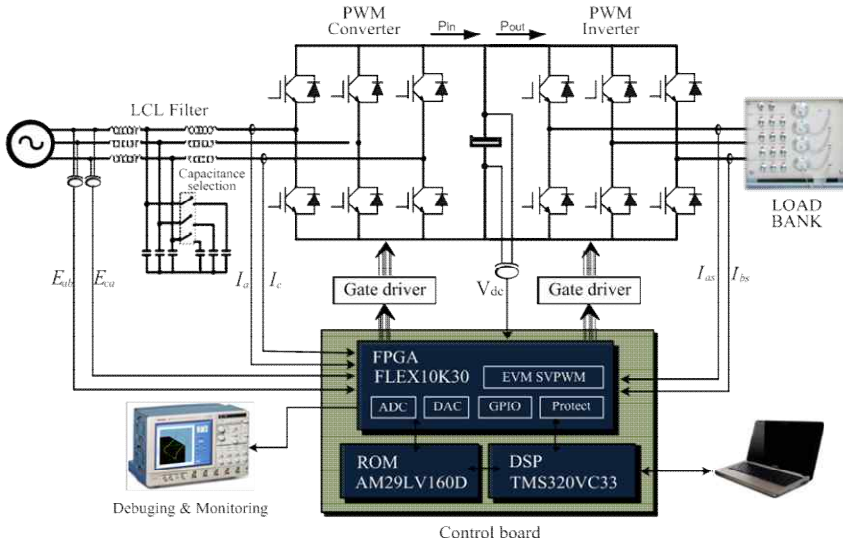 PWM
Converter
Pin
Pout
PWM
Inverter
LCL Filter
Capacitance
selection
LOAD
BANK
Eab
Eca
Ia
Ic
Gate driver
Vdc
Gate driver
Ias
Ibs
FPGA
FLEX10K30
EVM SVPWM
ADC
DAC
GPIO
Protect
ROM
AM29LV160D
DSP
TMS320VC33
Debuging & Monitoring
Control board